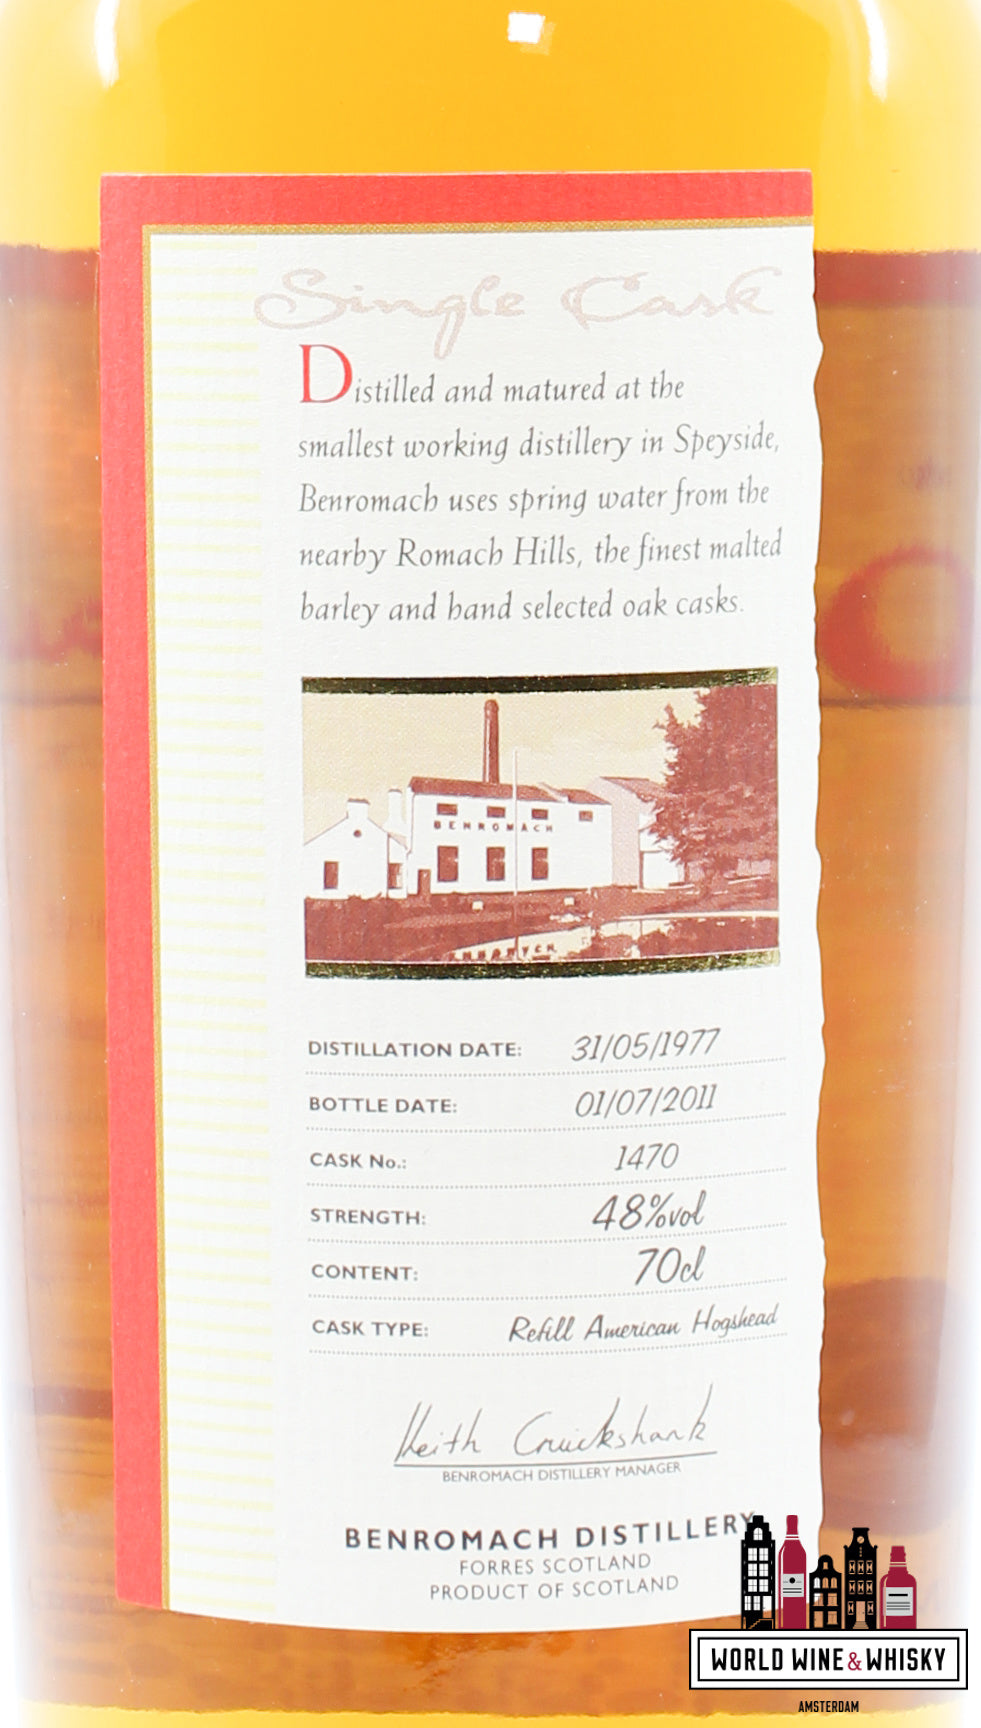 Single Cask
Distilled and matured at the
smallest working distillery in Speyside,
Benromach uses spring water from the
nearby Romach Hills, the finest malted
barley and hand selected oak casks.
BENROMACH
DISTILLATION DATE: 31/05/1977
BOTTLE DATE: 01/07/2011
CASK No.: 1470
STRENGTH: 48%vol
CONTENT: 70cl
CASK TYPE: Refill American Hogshead
Keith Cruickshank
BENROMACH DISTILLERY MANAGER
BENROMACH DISTILLERY
FORRES SCOTLAND
PRODUCT OF SCOTLAND
WORLD WINE & WHISKY
AMSTERDAM